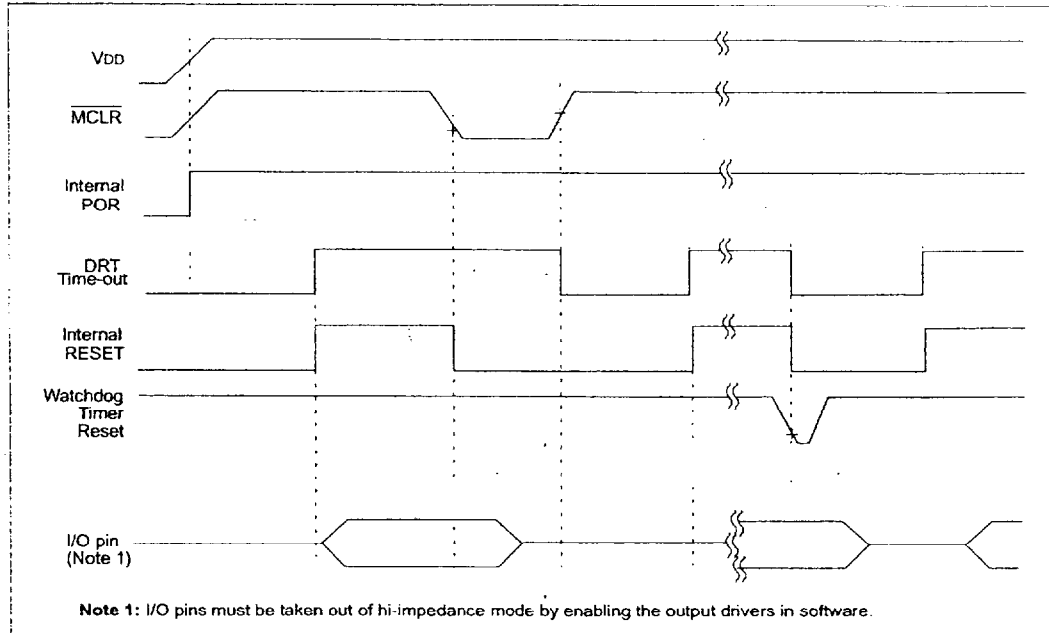 VDD
MCLR
Internal
POR
DRT
Time-out
Internal
RESET
Watchdog
Timer
Reset
I/O pin
(Note 1)
Note 1: I/O pins must be taken out of hi-impedance mode by enabling the output drivers in software.